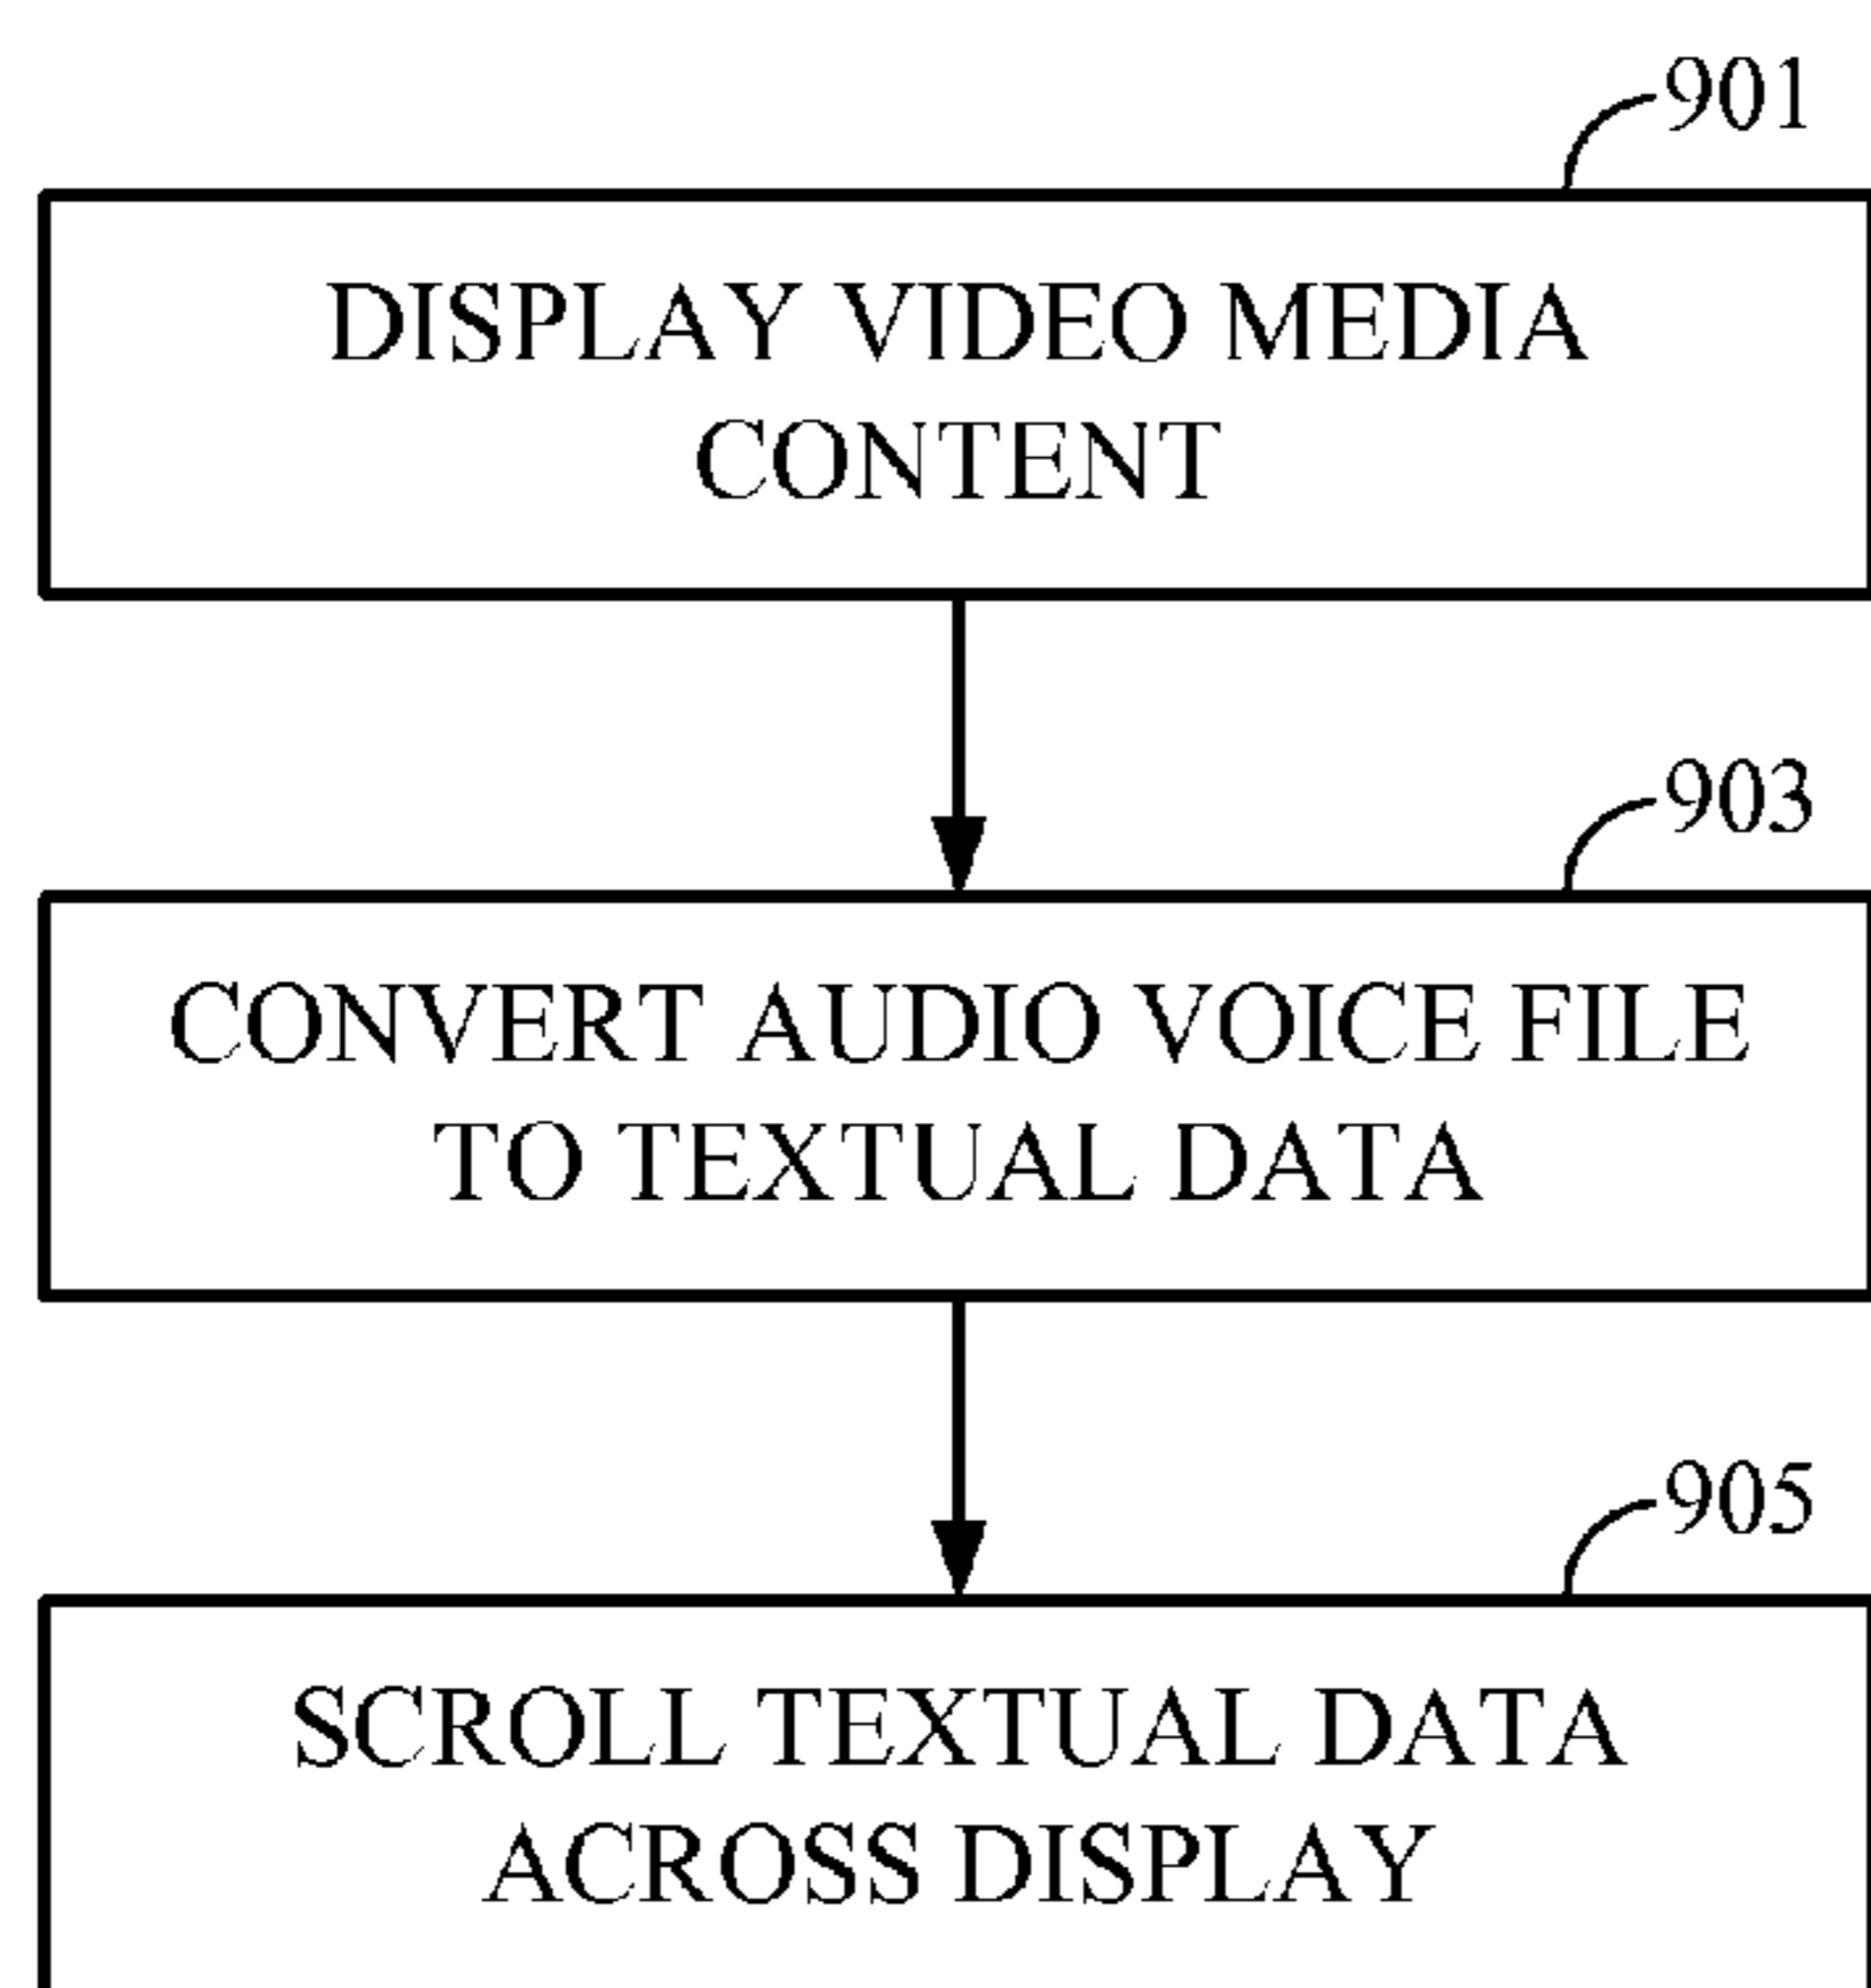 901
DISPLAY VIDEO MEDIA
CONTENT
903
CONVERT AUDIO VOICE FILE
TO TEXTUAL DATA
905
SCROLL TEXTUAL DATA
ACROSS DISPLAY